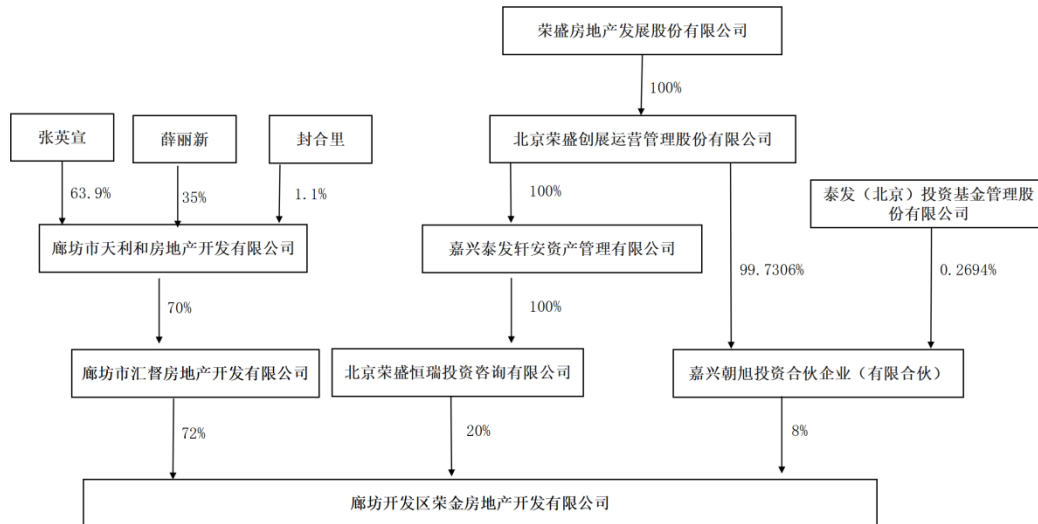 荣盛房地产发展股份有限公司
100%
张英宣
薛丽新
封合里
北京荣盛创展运营管理股份有限公司
63.9%
35%
1.1%
100%
泰发（北京）投资基金管理股
份有限公司
廊坊市天利和房地产开发有限公司
嘉兴泰发轩安资产管理有限公司
99.7306%
0.2694%
70%
100%
廊坊市汇督房地产开发有限公司
北京荣盛恒瑞投资咨询有限公司
嘉兴朝旭投资合伙企业（有限合伙）
72%
20%
8%
廊坊开发区荣金房地产开发有限公司